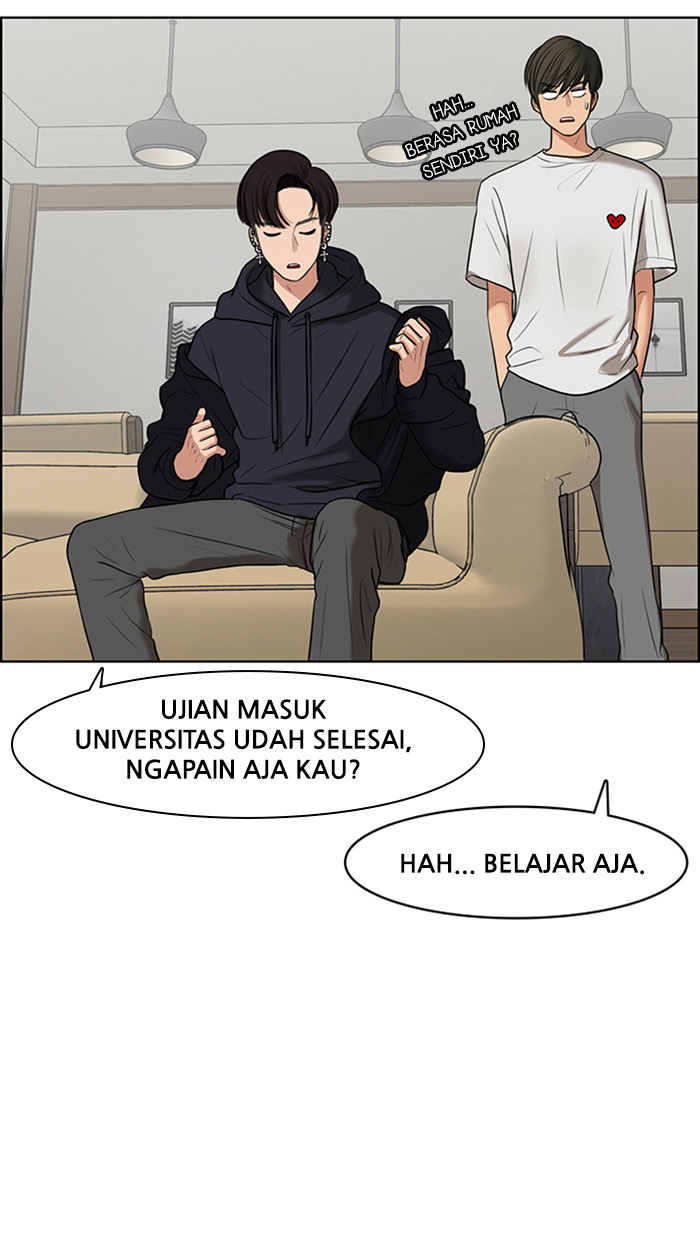 HAH...
BERASA RUMAH
SENDIRI YA?
UJIAN MASUK
UNIVERSITAS UDAH SELESAI,
NGAPAIN AJA KAU?
HAH... BELAJAR AJA.